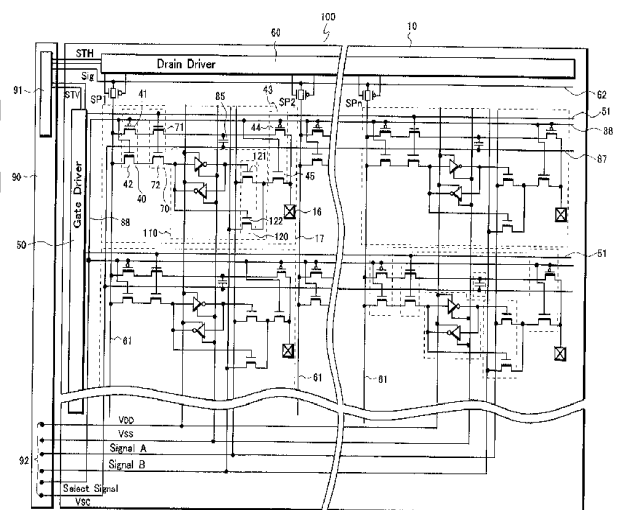 100
10
STH
Drain Driver
60
91
Sig
STV
62
SP1
41
85
43
SP2
SPn
51
88
71
44
87
121
42
72
45
90
40
70
16
Gate Driver
88
122
50
110
120
17
51
61
61
61
VDD
VSS
Signal A
92
Signal B
Select Signal
VSC